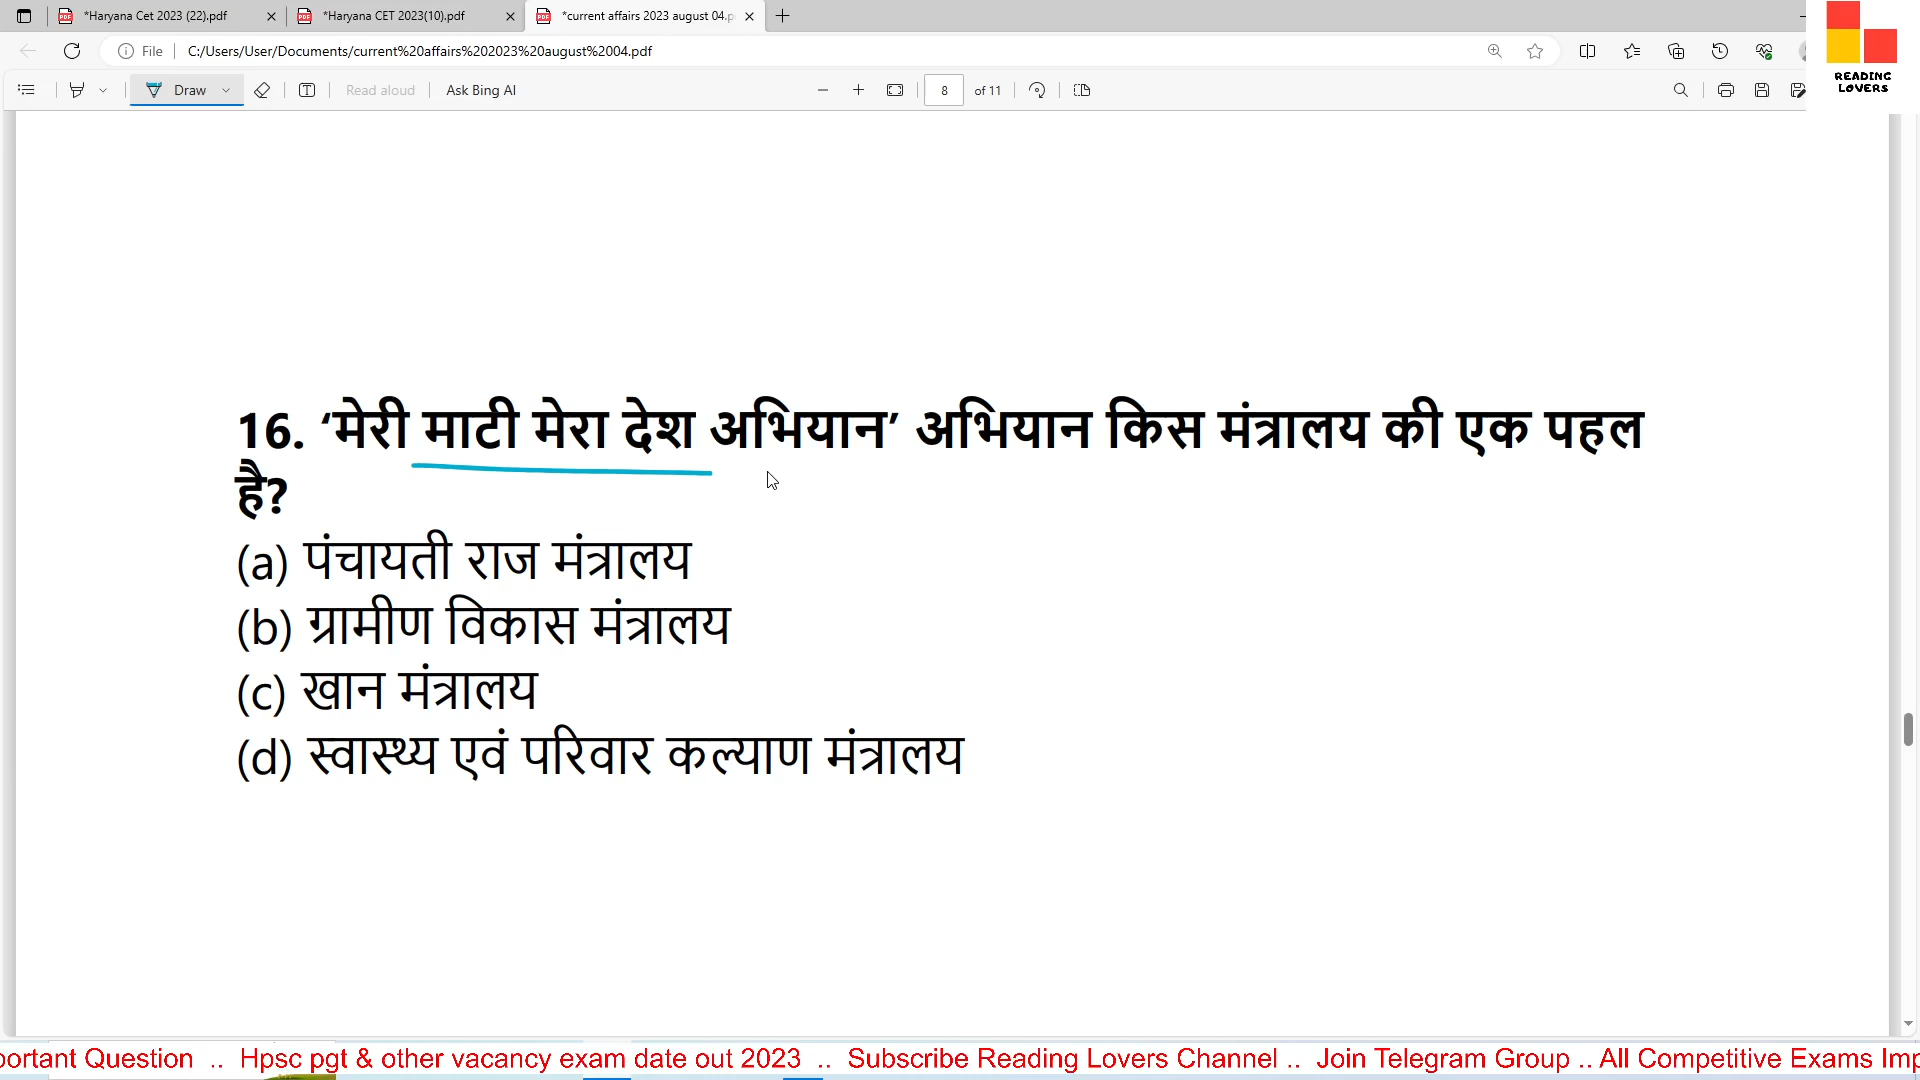 *Haryana Cet 2023 (22).pdf
*Haryana CET 2023(10).pdf
*current affairs 2023 august 04.p
File
C:/Users/User/Documents/current%20affairs%202023%20august%2004.pdf
Draw
Read aloud
Ask Bing AI
8 of 11
READING
LOVERS
16. ‘मेरी माटी मेरा देश अभियान’ अभियान किस मंत्रालय की एक पहल
है?
(a) पंचायती राज मंत्रालय
(b) ग्रामीण विकास मंत्रालय
(c) खान मंत्रालय
(d) स्वास्थ्य एवं परिवार कल्याण मंत्रालय
portant Question .. Hpsc pgt & other vacancy exam date out 2023 .. Subscribe Reading Lovers Channel .. Join Telegram Group .. All Competitive Exams Imp